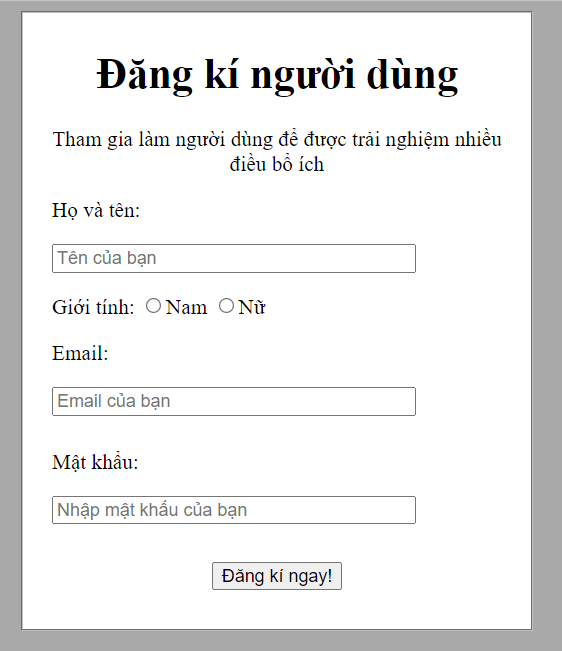 Đăng kí người dùng
Tham gia làm người dùng để được trải nghiệm nhiều
điều bổ ích
Họ và tên:
Tên của bạn
Giới tính: Nam Nữ
Email:
Email của bạn
Mật khẩu:
Nhập mật khẩu của bạn
Đăng kí ngay!